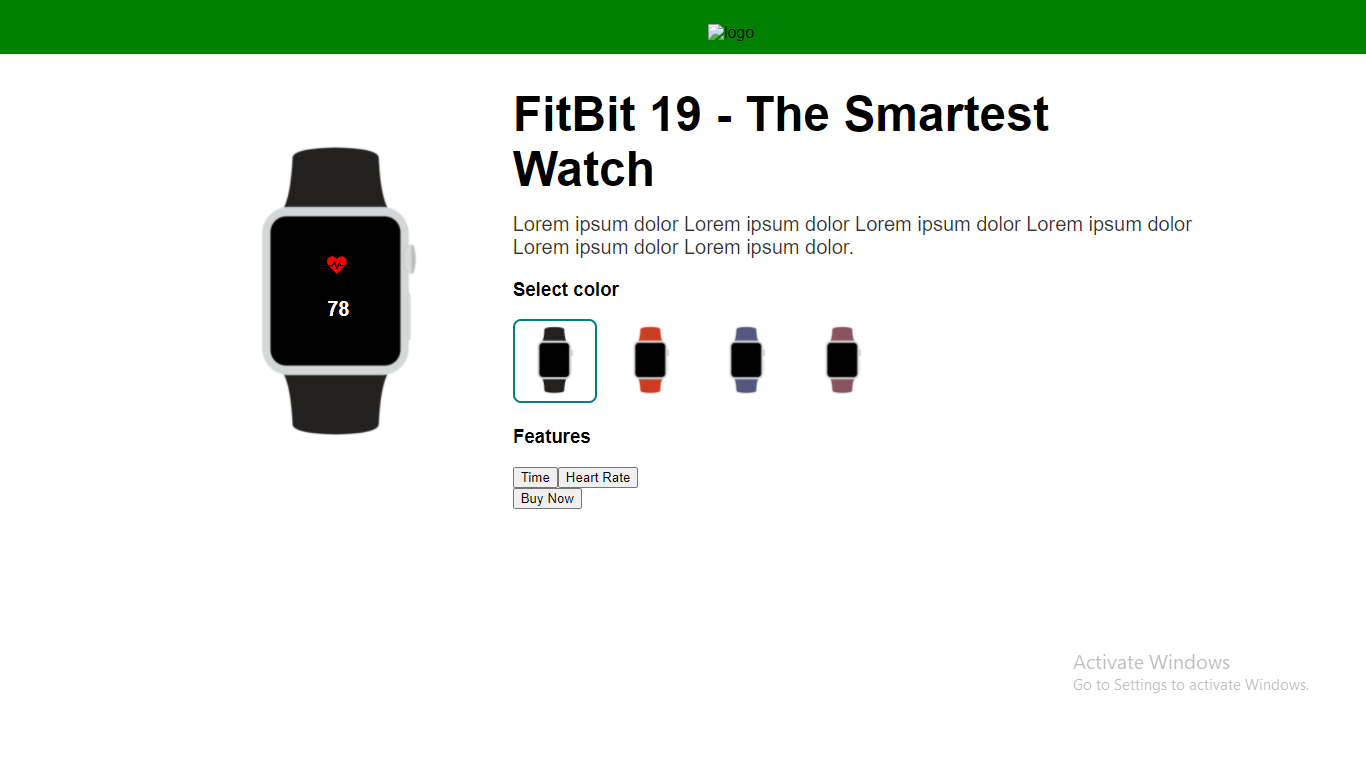 logo
FitBit 19 - The Smartest
Watch
Lorem ipsum dolor Lorem ipsum dolor Lorem ipsum dolor Lorem ipsum dolor
Lorem ipsum dolor Lorem ipsum dolor.
78
Select color
Features
Time Heart Rate
Buy Now
Activate Windows
Go to Settings to activate Windows.